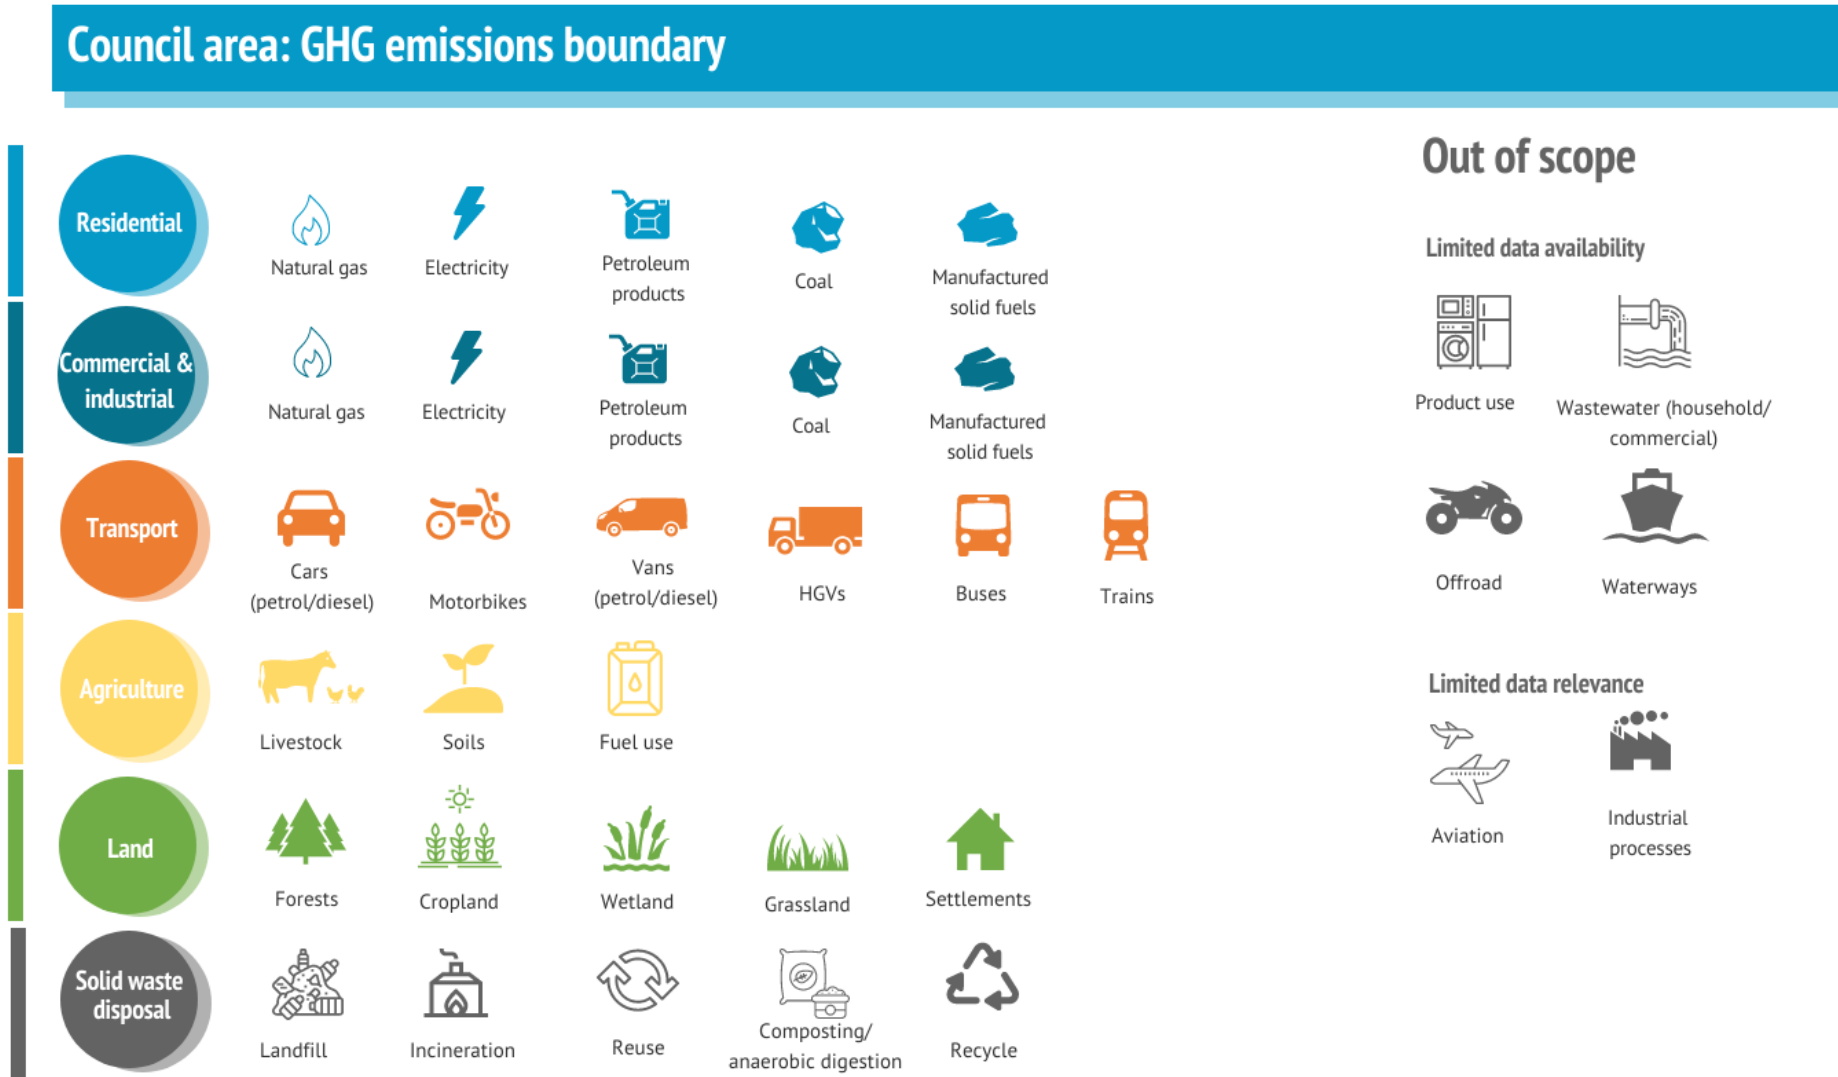 Council area: GHG emissions boundary
Residential
Natural gas
Electricity
Petroleum
products
Coal
Manufactured
solid fuels
Commercial &
industrial
Natural gas
Electricity
Petroleum
products
Coal
Manufactured
solid fuels
Transport
Cars
(petrol/diesel)
Motorbikes
Vans
(petrol/diesel)
HGVs
Buses
Trains
Agriculture
Livestock
Soils
Fuel use
Land
Forests
Cropland
Wetland
Grassland
Settlements
Solid waste
disposal
Landfill
Incineration
Reuse
Composting/
anaerobic digestion
Recycle
Out of scope
Limited data availability
Product use
Wastewater (household/
commercial)
Offroad
Waterways
Limited data relevance
Aviation
Industrial
processes